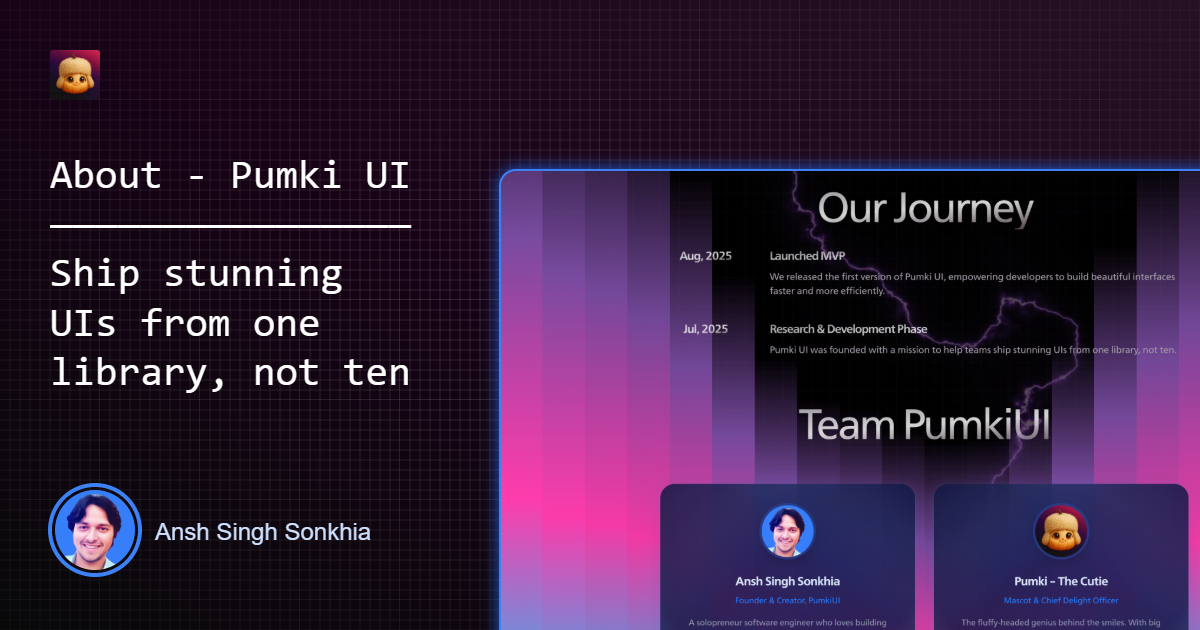 About - Pumki UI
Ship stunning
UIs from one
library, not ten
Ansh Singh Sonkhia
Our Journey
Aug, 2025
Launched MVP
We released the first version of Pumki UI, empowering developers to build beautiful interfaces
faster and more efficiently.
Jul, 2025
Research & Development Phase
Pumki UI was founded with a mission to help teams ship stunning UIs from one library, not ten.
Team PumkiUI
Ansh Singh Sonkhia
Founder & Creator, PumkiUI
A solopreneur software engineer who loves building
Pumki – The Cutie
Mascot & Chief Delight Officer
The fluffy-headed genius behind the smiles. With big